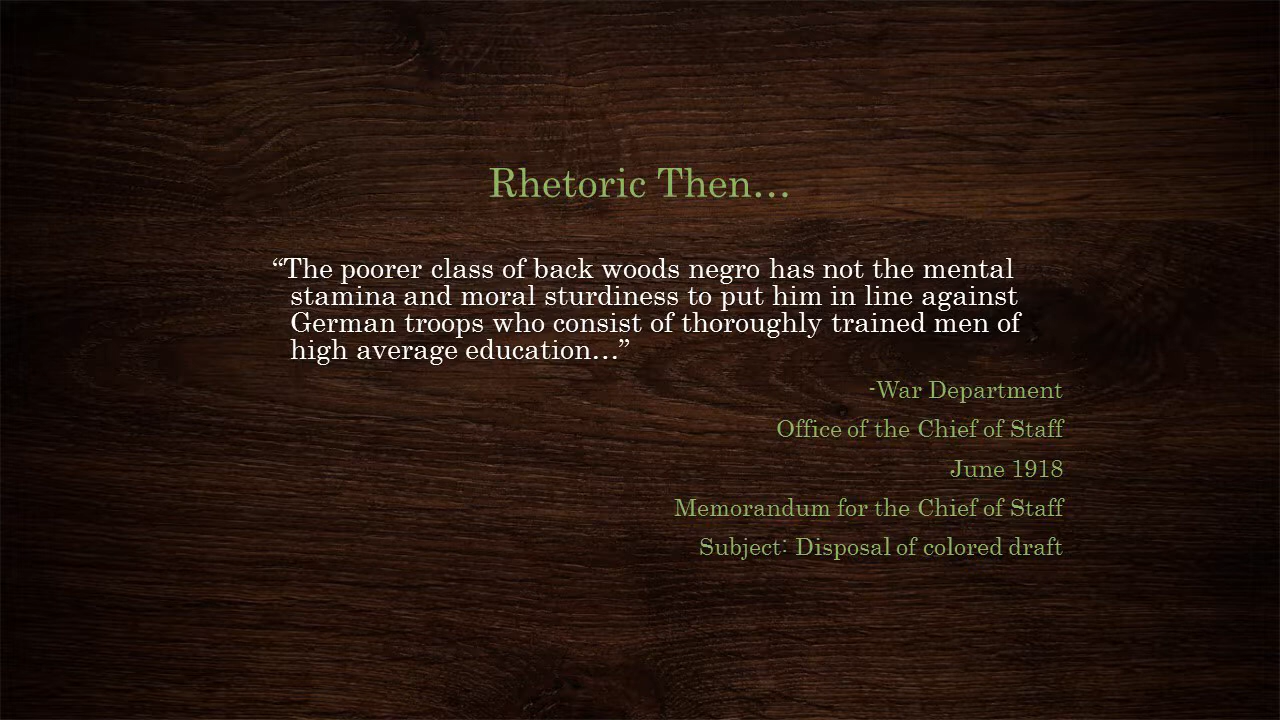 Rhetoric Then…
“The poorer class of back woods negro has not the mental
stamina and moral sturdiness to put him in line against
German troops who consist of thoroughly trained men of
high average education…”
-War Department
Office of the Chief of Staff
June 1918
Memorandum for the Chief of Staff
Subject: Disposal of colored draft